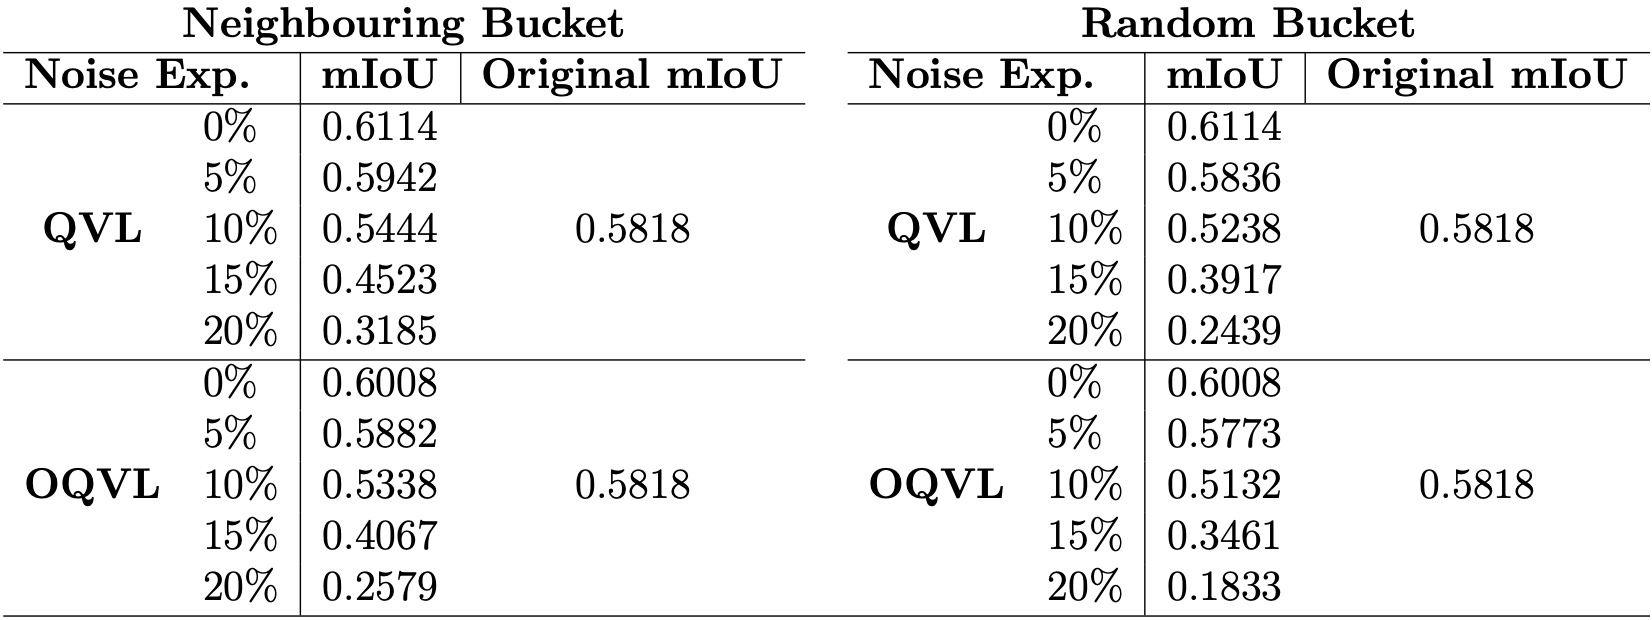 Neighbouring Bucket Random Bucket
Noise Exp. mIoU Original mIoU Noise Exp. mIoU Original mIoU
0% 0.6114 0% 0.6114
5% 0.5942 5% 0.5836
QVL 10% 0.5444 0.5818 QVL 10% 0.5238 0.5818
15% 0.4523 15% 0.3917
20% 0.3185 20% 0.2439
0% 0.6008 0% 0.6008
5% 0.5882 5% 0.5773
OQVL 10% 0.5338 0.5818 OQVL 10% 0.5132 0.5818
15% 0.4067 15% 0.3461
20% 0.2579 20% 0.1833